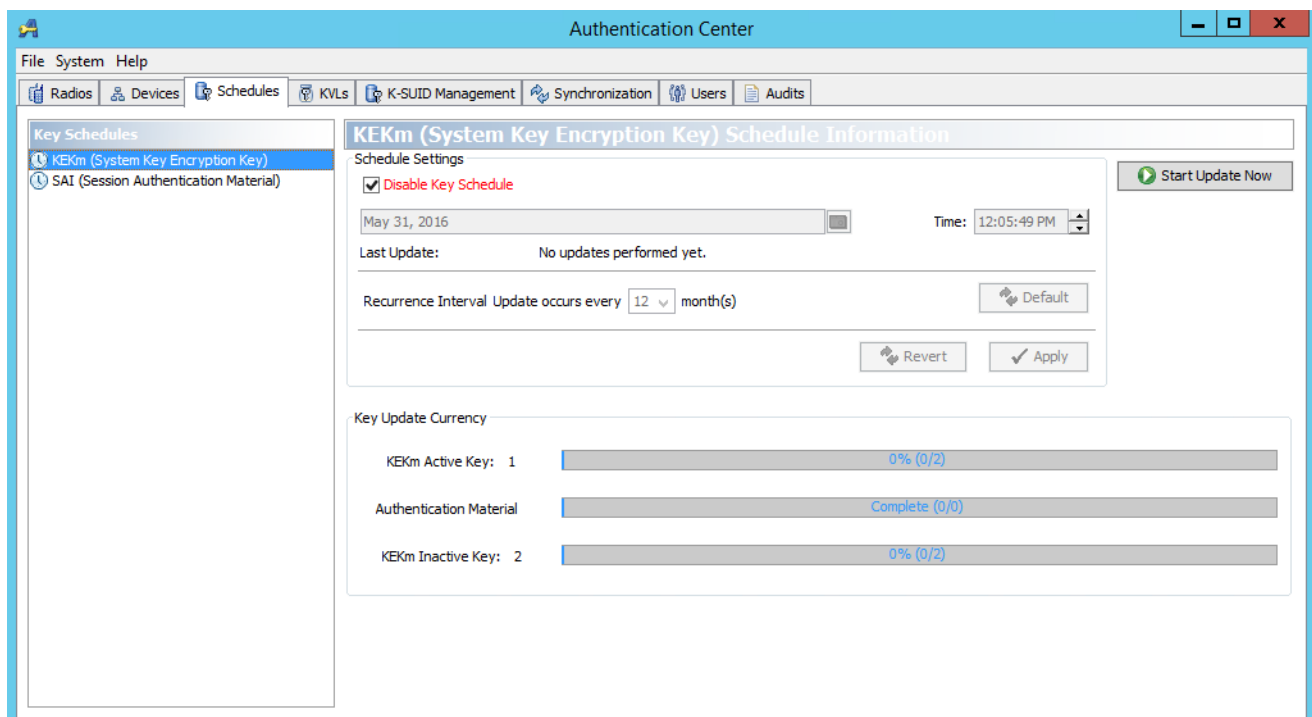 Authentication Center
File System Help
Radios Devices Schedules KVLs K-SUID Management Synchronization Users Audits
Key Schedules
KEKm (System Key Encryption Key)
SAI (Session Authentication Material)
KEKm (System Key Encryption Key) Schedule Information
Schedule Settings
Disable Key Schedule
Start Update Now
May 31, 2016 Time: 12:05:49 PM
Last Update: No updates performed yet.
Recurrence Interval Update occurs every 12 month(s) Default
Revert Apply
Key Update Currency
KEKm Active Key: 1 0% (0/2)
Authentication Material Complete (0/0)
KEKm Inactive Key: 2 0% (0/2)